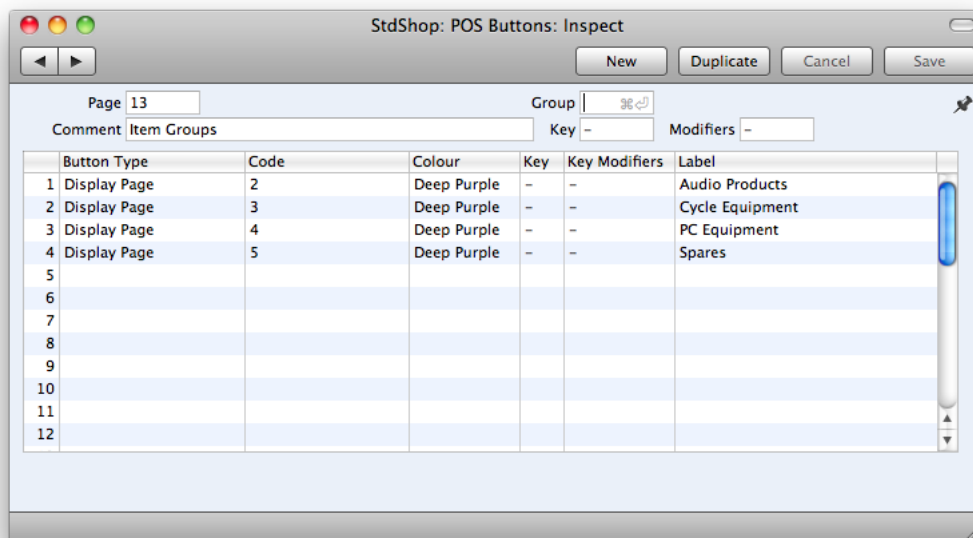 StdShop: POS Buttons: Inspect
New Duplicate Cancel Save
Page 13 Group ⌘⏎
Comment Item Groups Key – Modifiers –
Button Type Code Colour Key Key Modifiers Label
1 Display Page 2 Deep Purple – – Audio Products
2 Display Page 3 Deep Purple – – Cycle Equipment
3 Display Page 4 Deep Purple – – PC Equipment
4 Display Page 5 Deep Purple – – Spares
5
6
7
8
9
10
11
12